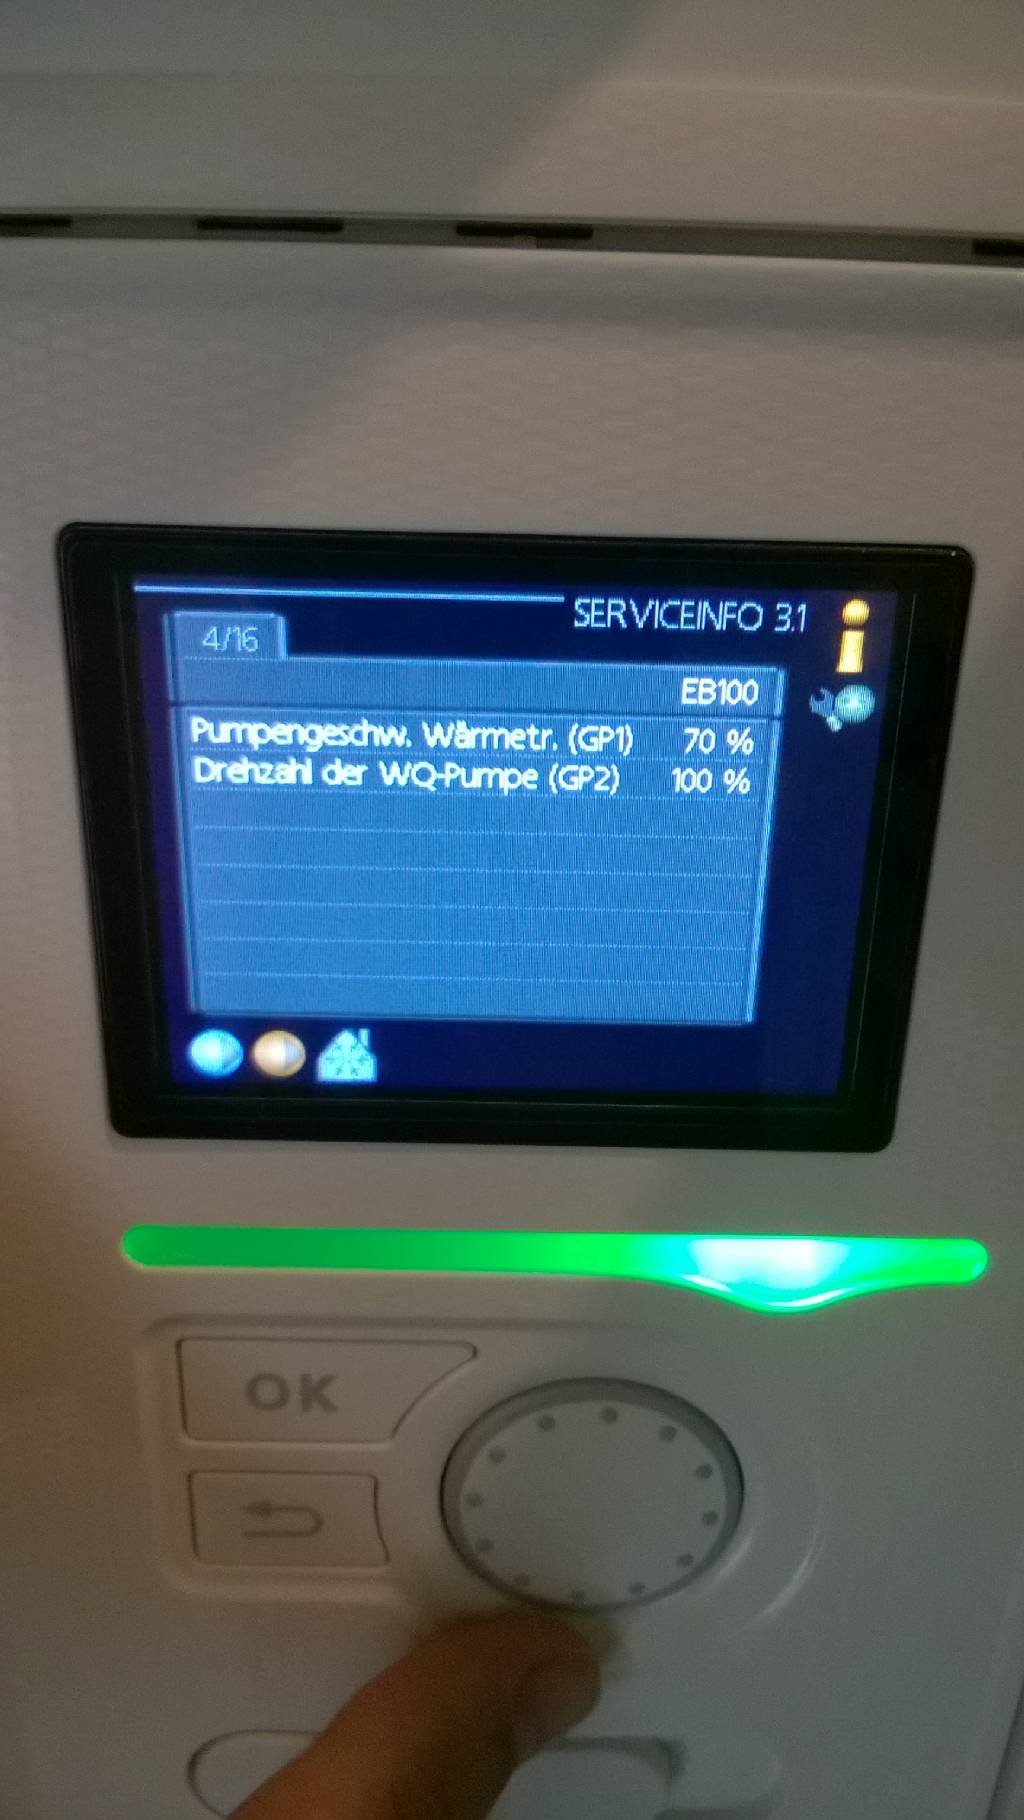 SERVICEINFO 3.1
4/16
EB100
Pumpengeschw. Wärmetr. (GP1) 70 %
Drehzahl der WQ-Pumpe (GP2) 100 %
OK